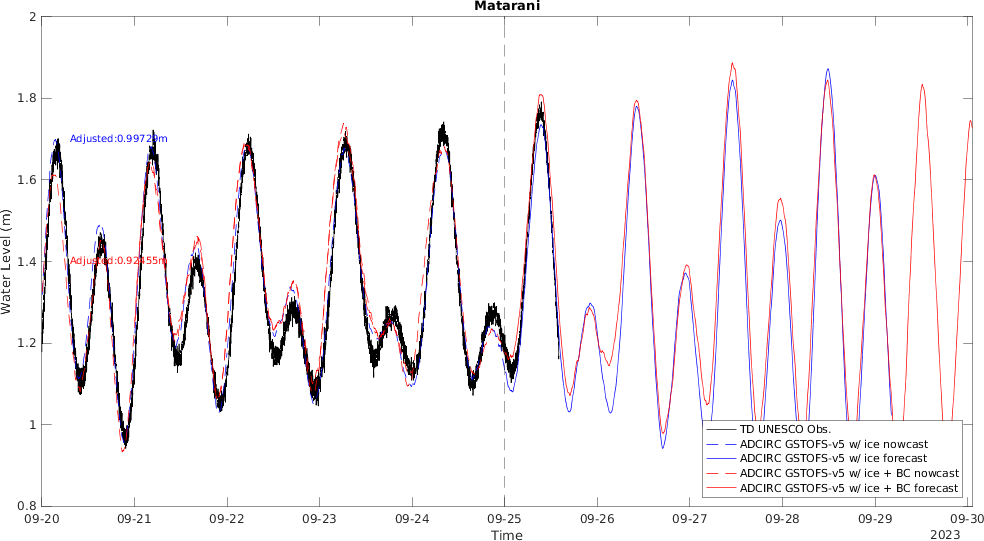 Matarani
2
1.8
1.6
1.4
1.2
1
0.8
Water Level (m)
Adjusted:0.99729m
Adjusted:0.92455m
TD UNESCO Obs.
ADCIRC GSTOFS-v5 w/ ice nowcast
ADCIRC GSTOFS-v5 w/ ice forecast
ADCIRC GSTOFS-v5 w/ ice + BC nowcast
ADCIRC GSTOFS-v5 w/ ice + BC forecast
09-20 09-21 09-22 09-23 09-24 09-25 09-26 09-27 09-28 09-29 09-30
Time
2023